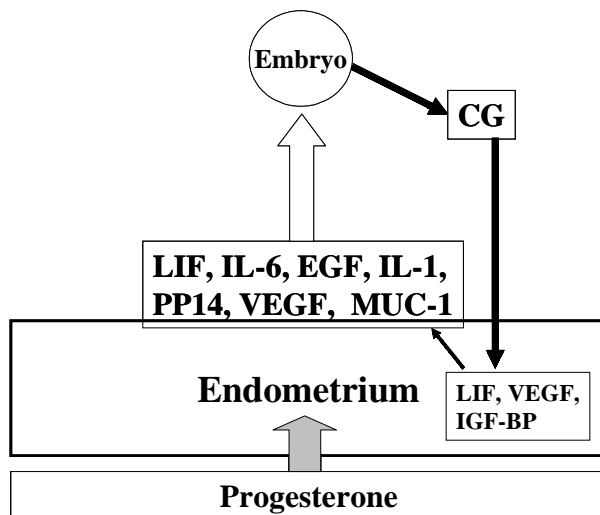 Embryo
CG
LIF, IL-6, EGF, IL-1,
PP14, VEGF, MUC-1
Endometrium
LIF, VEGF,
IGF-BP
Progesterone